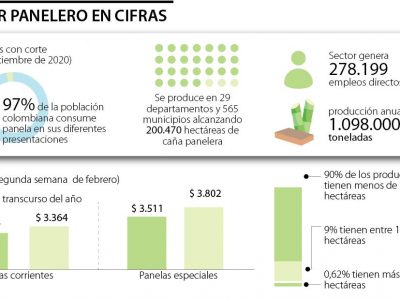 R PANELERO EN CIFRAS
s con corte
iembre de 2020)
97% de la población
colombiana consume
panela en sus diferentes
presentaciones
Se produce en 29
departamentos y 565
municipios alcanzando
200.470 hectáreas de
caña panelera
Sector genera
278.199
empleos directos
producción anua
1.098.000
toneladas
egunda semana de febrero)
transcurso del año
$ 3.364
as corrientes
$ 3.511
$ 3.802
Panelas especiales
90% de los produc
tienen menos de
hectáreas
9% tienen entre 1
hectáreas
0,62% tienen más
hectáreas